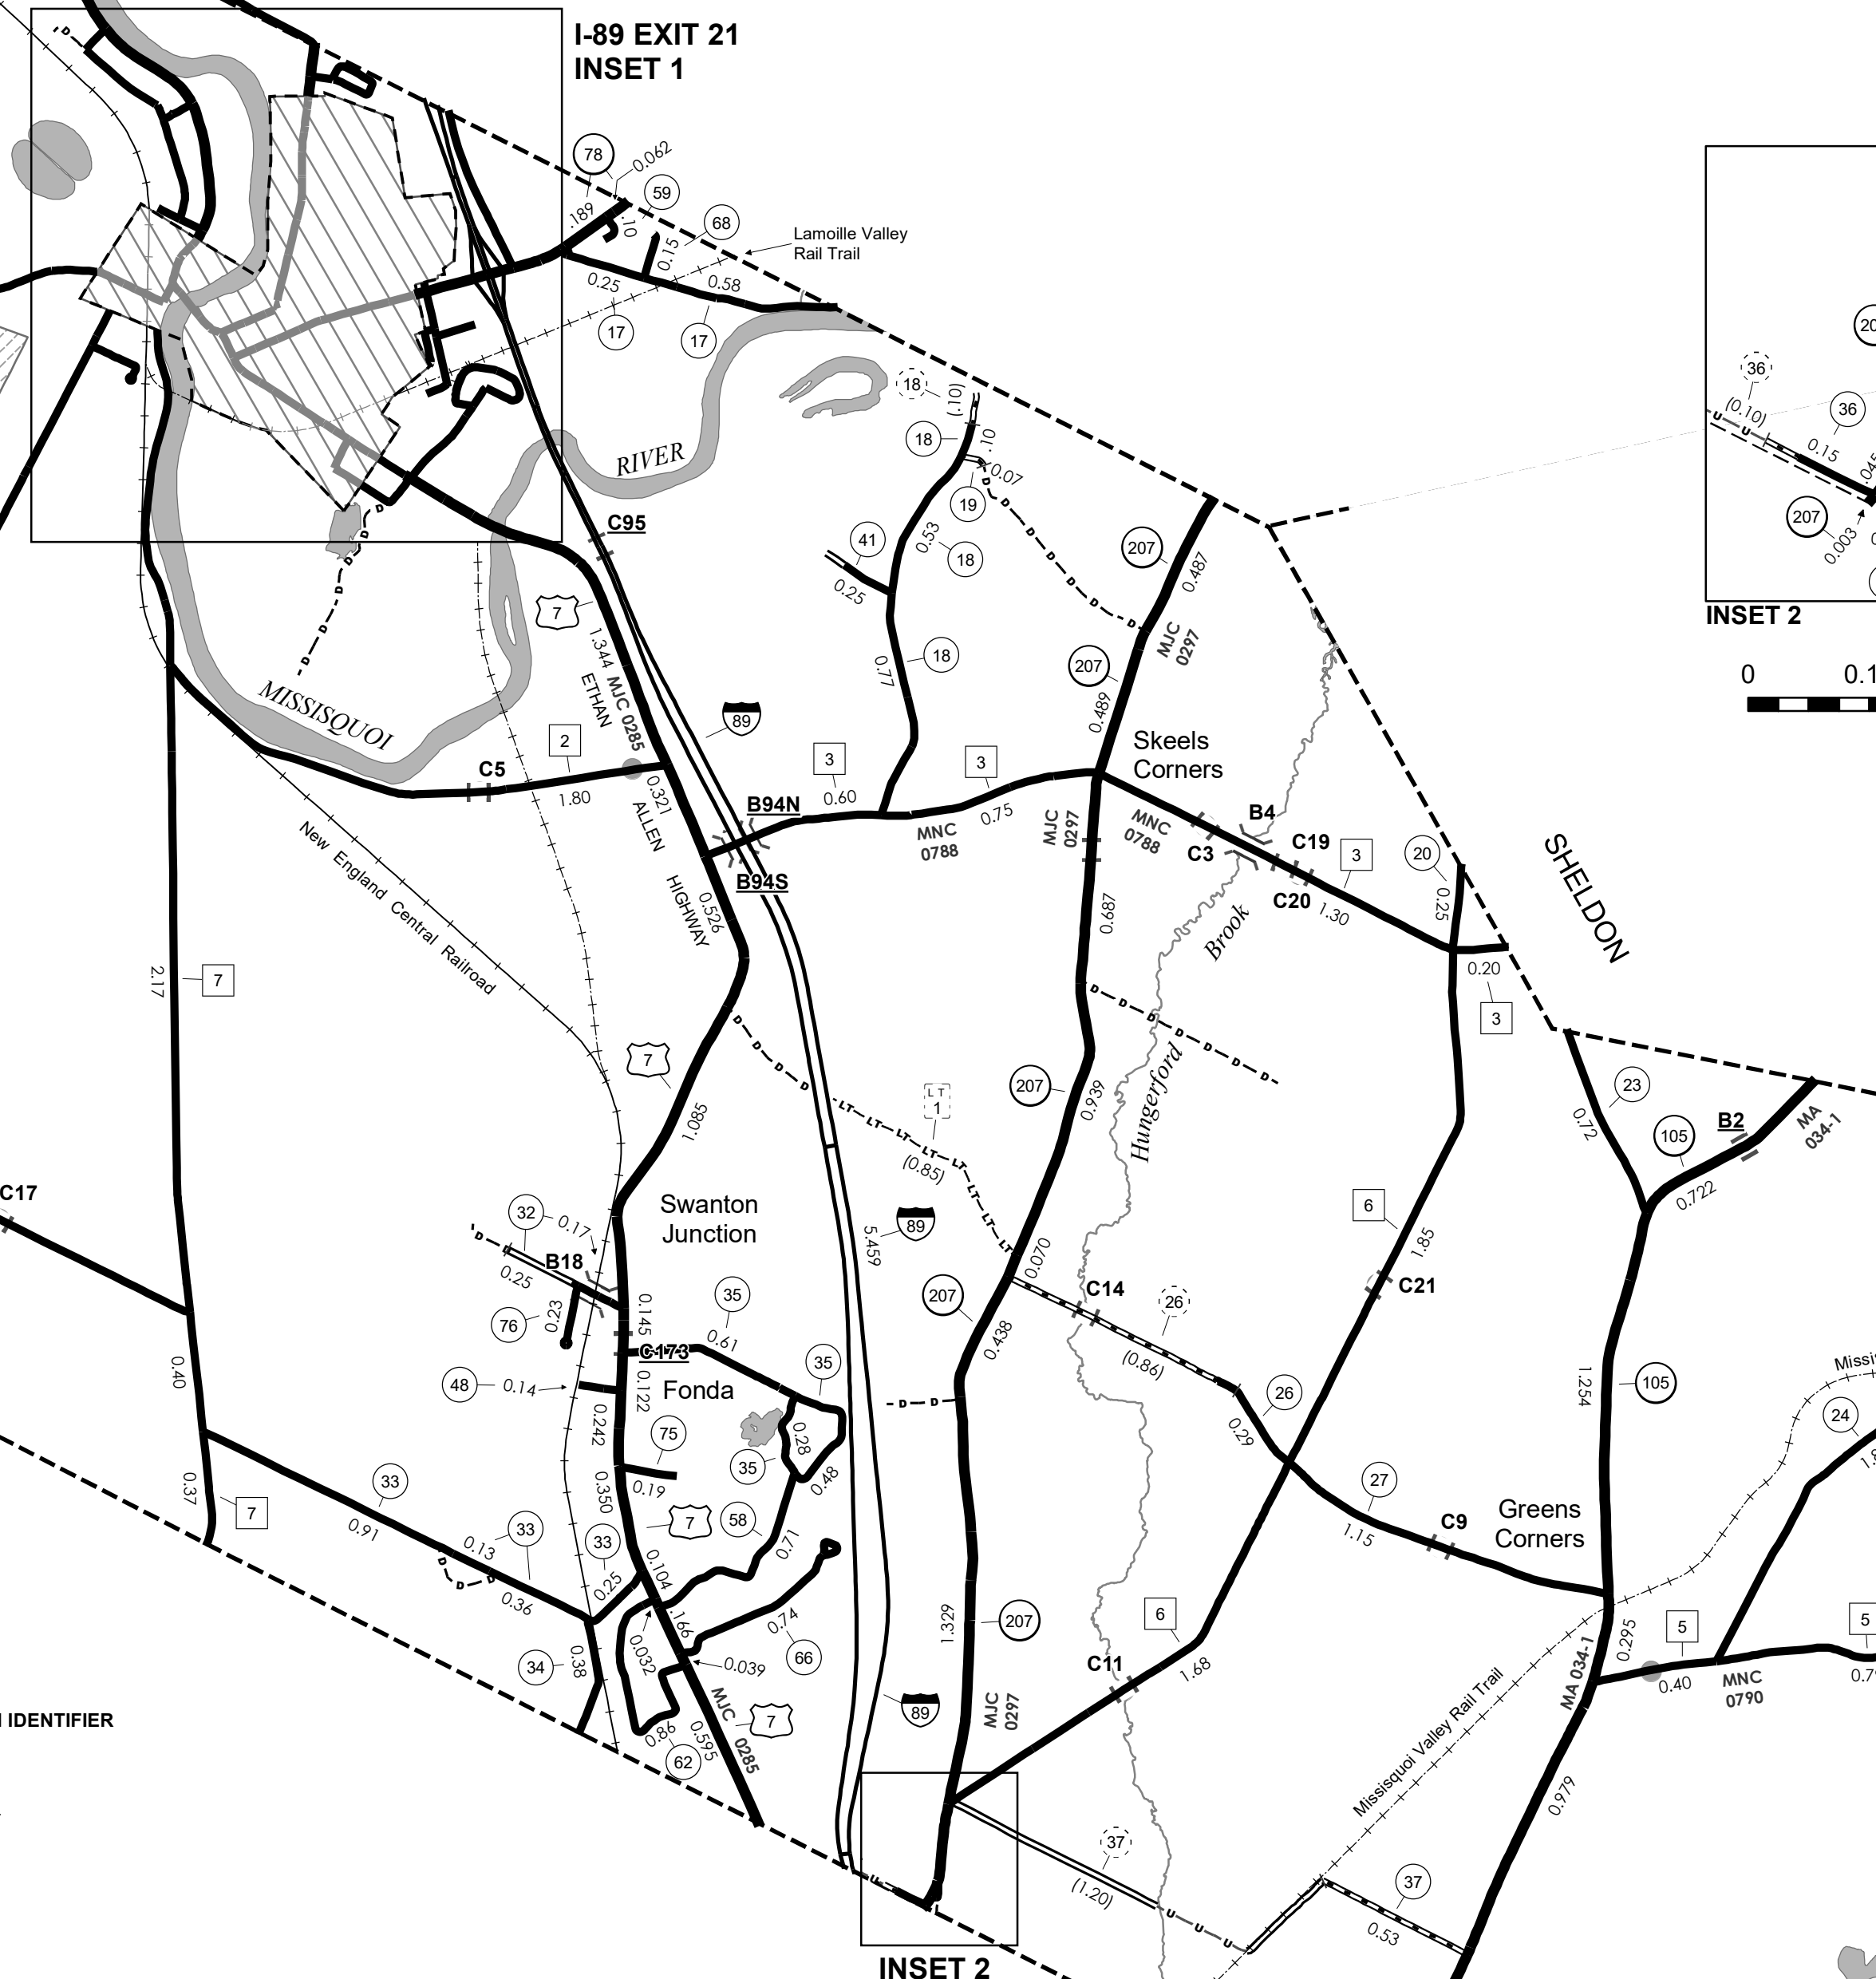 I-89 EXIT 21
INSET 1
D
78
0.062
59
.189
.10
68
0.15
Lamoille Valley
Rail Trail
0.25
0.58
17
17
RIVER
18
(.10)
18
.10
0.07
19
D
D
D
D
D
D
41
0.25
0.53
18
C95
D
D
D
D
D
7
207
0.487
MJC
0297
207
0.489
18
0.77
1.344
MJC 0285
ETHAN
MISSISQUOI
89
2
C5
1.80
0.321
ALLEN
3
0.60
3
0.75
Skeels
Corners
B94N
B94S
MNC
0788
MJC
0297
MNC
0788
B4
C3
C19
C20
3
1.30
20
0.25
0.20
3
SHELDON
36
(0.10)
U
U
36
0.15
.045
207
0.003
INSET 2
0
New England Central Railroad
HIGHWAY
0.526
0.687
Brook
7
2.17
7
1.085
D
D
D
LT
1
LT
LT
LT
LT
LT
LT
(0.85)
207
0.939
D
D
D
D
D
D
Hungerford
23
0.72
105
B2
MA
034-1
0.722
C17
Swanton
Junction
32
0.17
D
D
B18
0.25
76
0.23
0.145
35
0.61
C173
35
5.459
89
0.070
207
0.438
C14
26
(0.86)
6
1.85
C21
0.40
48
0.14
0.122
Fonda
0.242
75
0.28
35
0.48
0.19
D
D
26
0.29
1.254
105
24
0.37
7
33
0.91
0.13
33
33
D
D
0.36
0.25
0.350
7
58
0.71
0.104
27
1.15
C9
Greens
Corners
34
0.38
0.032
.166
0.74
66
0.039
0.86
62
0.595
MJC
0285
7
1.329
207
6
C11
1.68
0.295
5
5
0.40
MNC
0790
MA 034-1
Missisquoi Valley Rail Trail
IDENTIFIER
89
MJC
0297
0.979
37
(1.20)
U
U
U
U
37
0.53
INSET 2